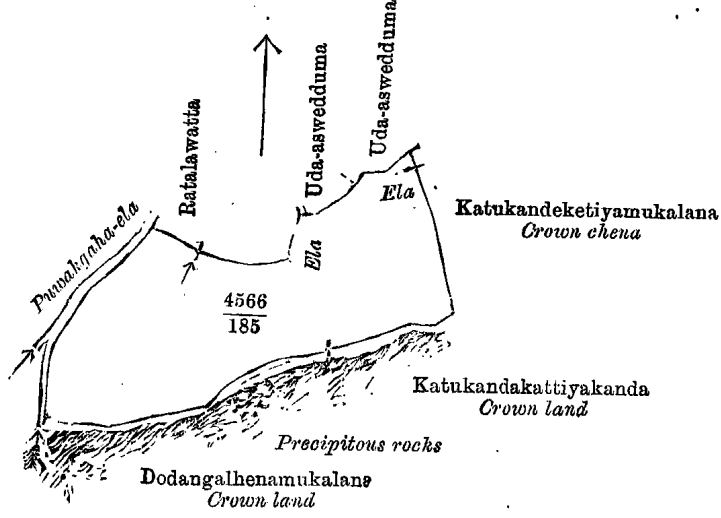 Ratalawatta
Uda-aswedduma
Uda-aswedduma
Puwakgaha-ela
Ela
Ela
Katukandeketiyamukalana
Crown chena
4566
185
Katukandakattiyakanda
Crown land
Precipitous rocks
Dodangalhenamukalana
Crown land